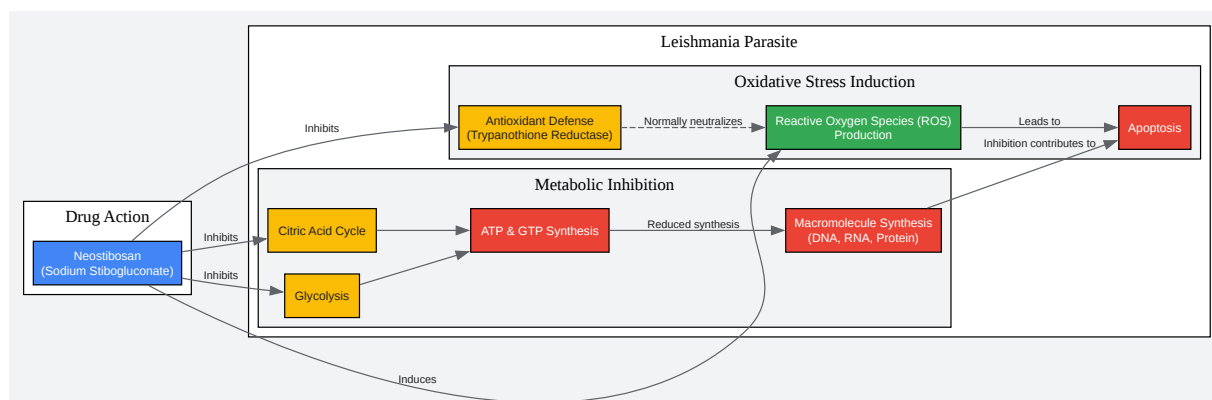 Leishmania Parasite
Oxidative Stress Induction
Antioxidant Defense
(Trypanothione Reductase)
Normally neutralizes
Reactive Oxygen Species (ROS)
Production
Leads to
Apoptosis
Inhibits
Inhibition contributes to
Metabolic Inhibition
Drug Action
Neostibosan
(Sodium Stibogluconate)
Inhibits
Citric Acid Cycle
ATP & GTP Synthesis
Reduced synthesis
Macromolecule Synthesis
(DNA, RNA, Protein)
Inhibits
Glycolysis
Induces